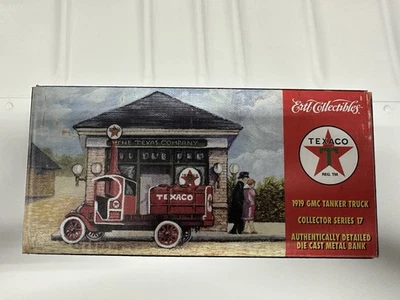 Ertl Collectibles
THE TEXAS COMPANY
TEXACO
TEXACO
REG. TM
1919 GMC TANKER TRUCK
COLLECTOR SERIES 17
AUTHENTICALLY DETAILED
DIE CAST METAL BANK